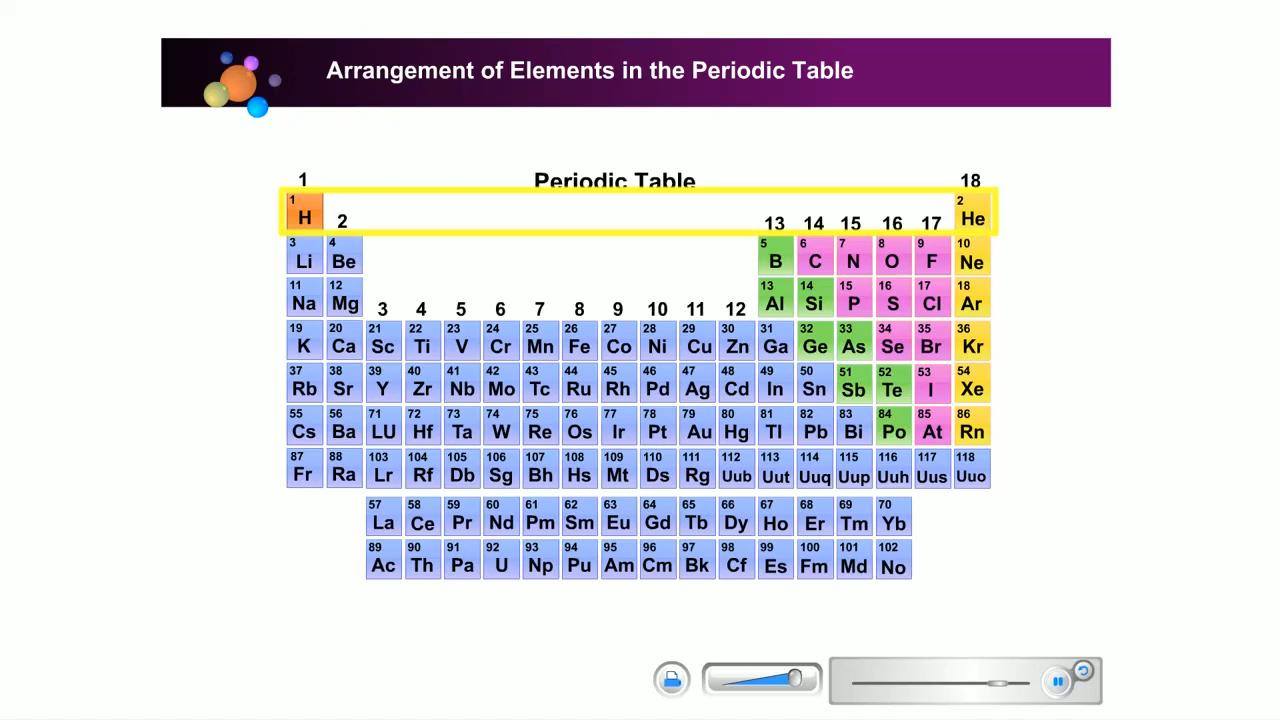 Arrangement of Elements in the Periodic Table
1 Periodic Table 18
1 H 2 13 14 15 16 17 2 He
3 Li 4 Be 5 B 6 C 7 N 8 O 9 F 10 Ne
11 Na 12 Mg 3 4 5 6 7 8 9 10 11 12 13 Al 14 Si 15 P 16 S 17 Cl 18 Ar
19 K 20 Ca 21 Sc 22 Ti 23 V 24 Cr 25 Mn 26 Fe 27 Co 28 Ni 29 Cu 30 Zn 31 Ga 32 Ge 33 As 34 Se 35 Br 36 Kr
37 Rb 38 Sr 39 Y 40 Zr 41 Nb 42 Mo 43 Tc 44 Ru 45 Rh 46 Pd 47 Ag 48 Cd 49 In 50 Sn 51 Sb 52 Te 53 I 54 Xe
55 Cs 56 Ba 71 LU 72 Hf 73 Ta 74 W 75 Re 76 Os 77 Ir 78 Pt 79 Au 80 Hg 81 Tl 82 Pb 83 Bi 84 Po 85 At 86 Rn
87 Fr 88 Ra 103 Lr 104 Rf 105 Db 106 Sg 107 Bh 108 Hs 109 Mt 110 Ds 111 Rg 112 Uub 113 Uut 114 Uuq 115 Uup 116 Uuh 117 Uus 118 Uuo
57 La 58 Ce 59 Pr 60 Nd 61 Pm 62 Sm 63 Eu 64 Gd 65 Tb 66 Dy 67 Ho 68 Er 69 Tm 70 Yb
89 Ac 90 Th 91 Pa 92 U 93 Np 94 Pu 95 Am 96 Cm 97 Bk 98 Cf 99 Es 100 Fm 101 Md 102 No